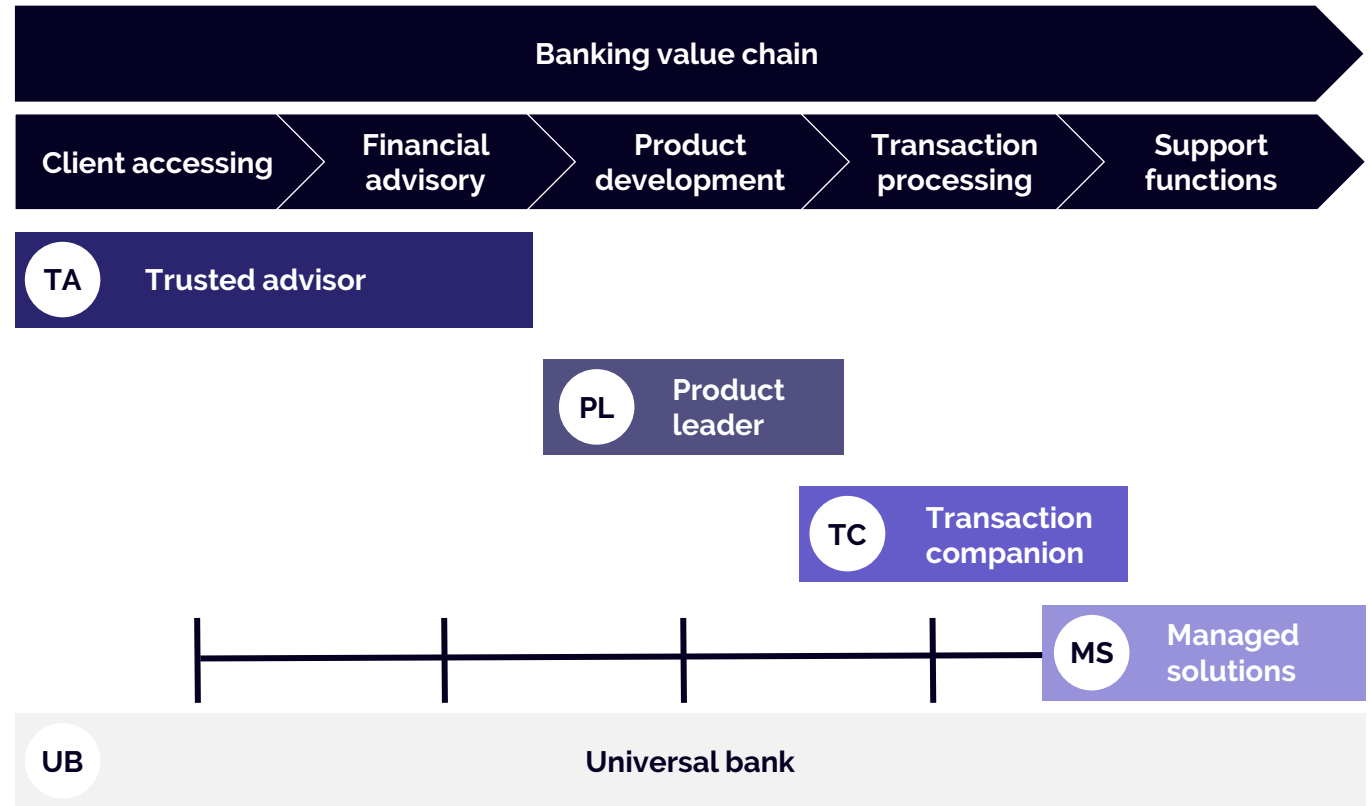 Banking value chain
Client accessing
Financial
advisory
Product
development
Transaction
processing
Support
functions
TA
Trusted advisor
PL
Product
leader
TC
Transaction
companion
MS
Managed
solutions
UB
Universal bank